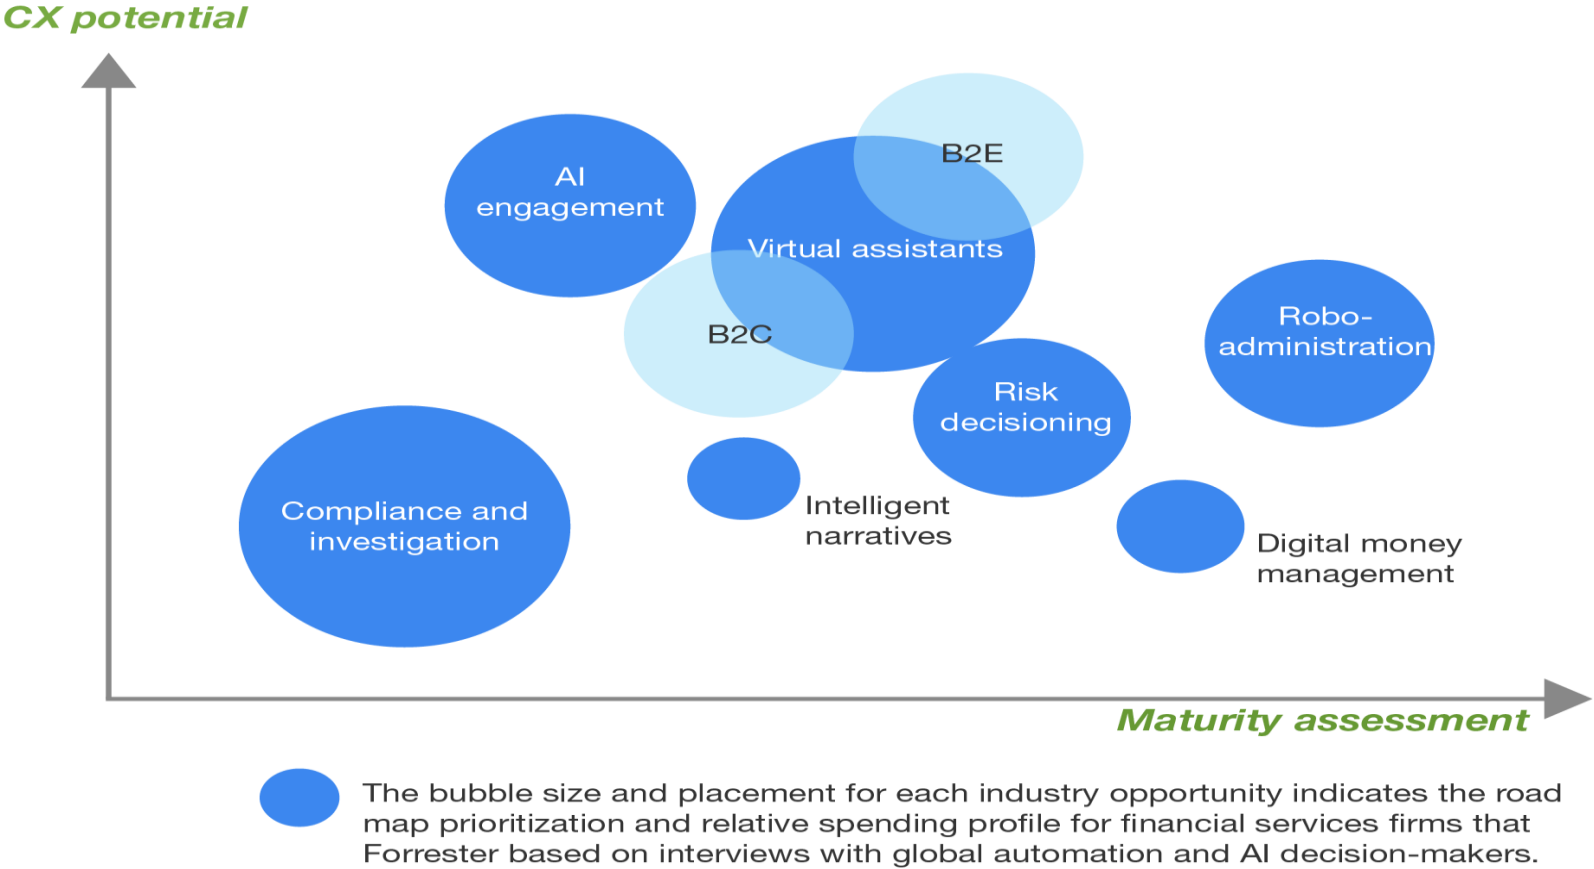 CX potential
AI
engagement
B2E
Virtual assistants
B2C
Robo-
administration
Risk
decisioning
Compliance and
investigation
Intelligent
narratives
Digital money
management
Maturity assessment
The bubble size and placement for each industry opportunity indicates the road
map prioritization and relative spending profile for financial services firms that
Forrester based on interviews with global automation and AI decision-makers.